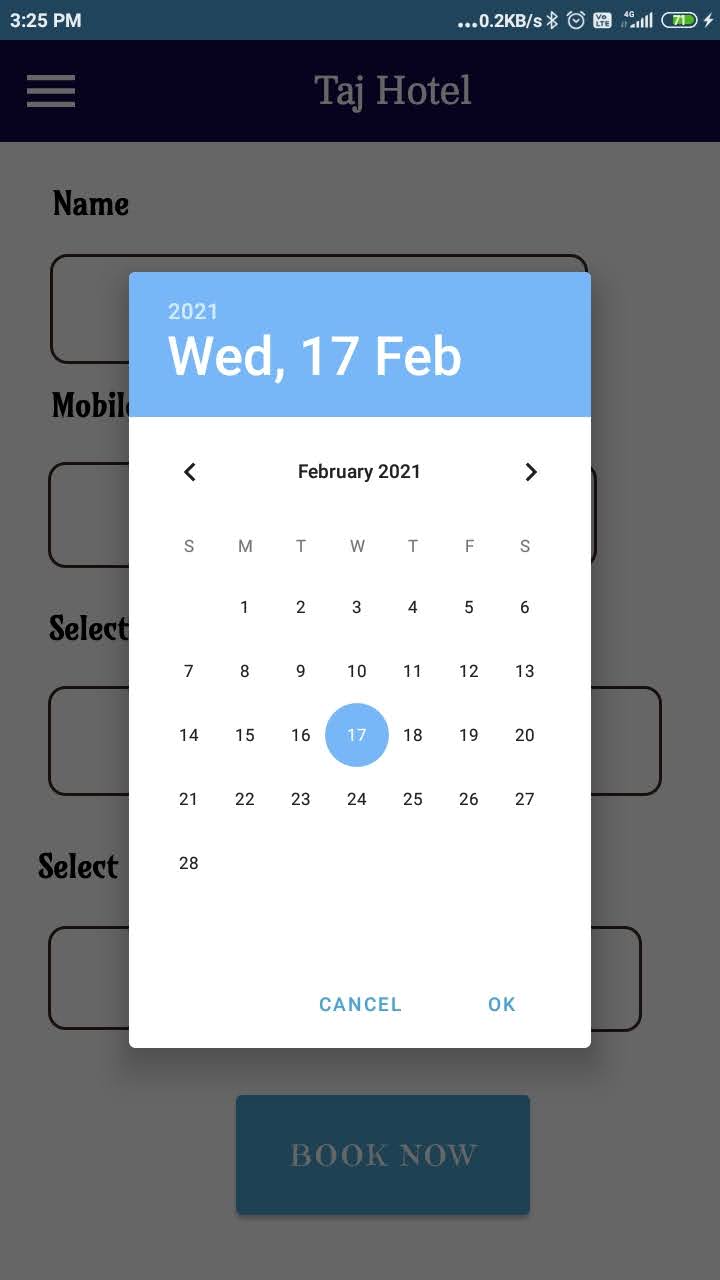 3:25 PM ...0.2KB/s VoLTE 4G 71
Taj Hotel
Name
Mobile
2021
Wed, 17 Feb
February 2021
S M T W T F S
1 2 3 4 5 6
7 8 9 10 11 12 13
14 15 16 17 18 19 20
21 22 23 24 25 26 27
28
Select
Select
CANCEL OK
BOOK NOW